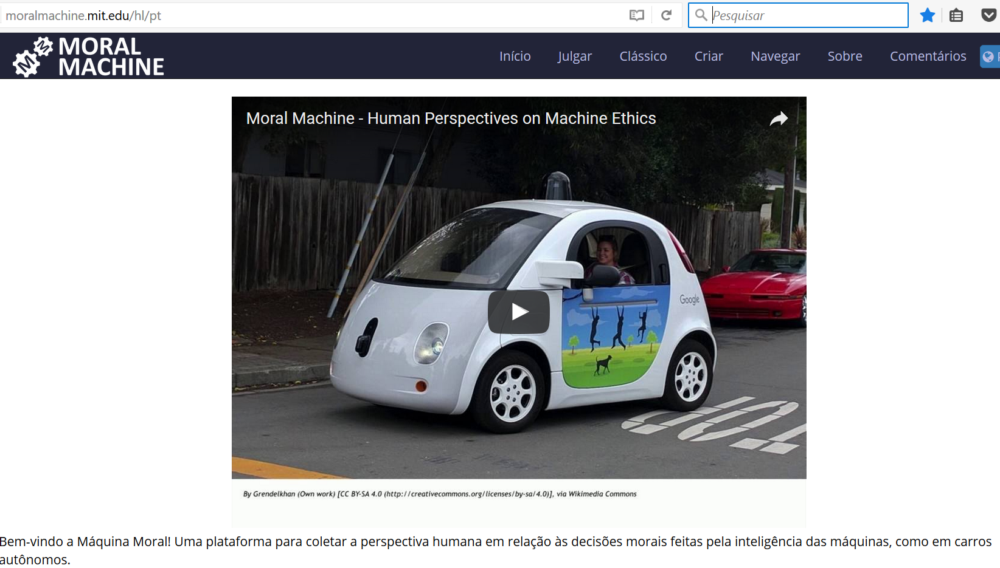 moralmachine.mit.edu/hl/pt
Pesquisar
MORAL
MACHINE
Início Julgar Clássico Criar Navegar Sobre Comentários
Moral Machine - Human Perspectives on Machine Ethics
Google
By Grendelkhan (Own work) [CC BY-SA 4.0 (http://creativecommons.org/licenses/by-sa/4.0)], via Wikimedia Commons
Bem-vindo a Máquina Moral! Uma plataforma para coletar a perspectiva humana em relação às decisões morais feitas pela inteligência das máquinas, como em carros
autônomos.